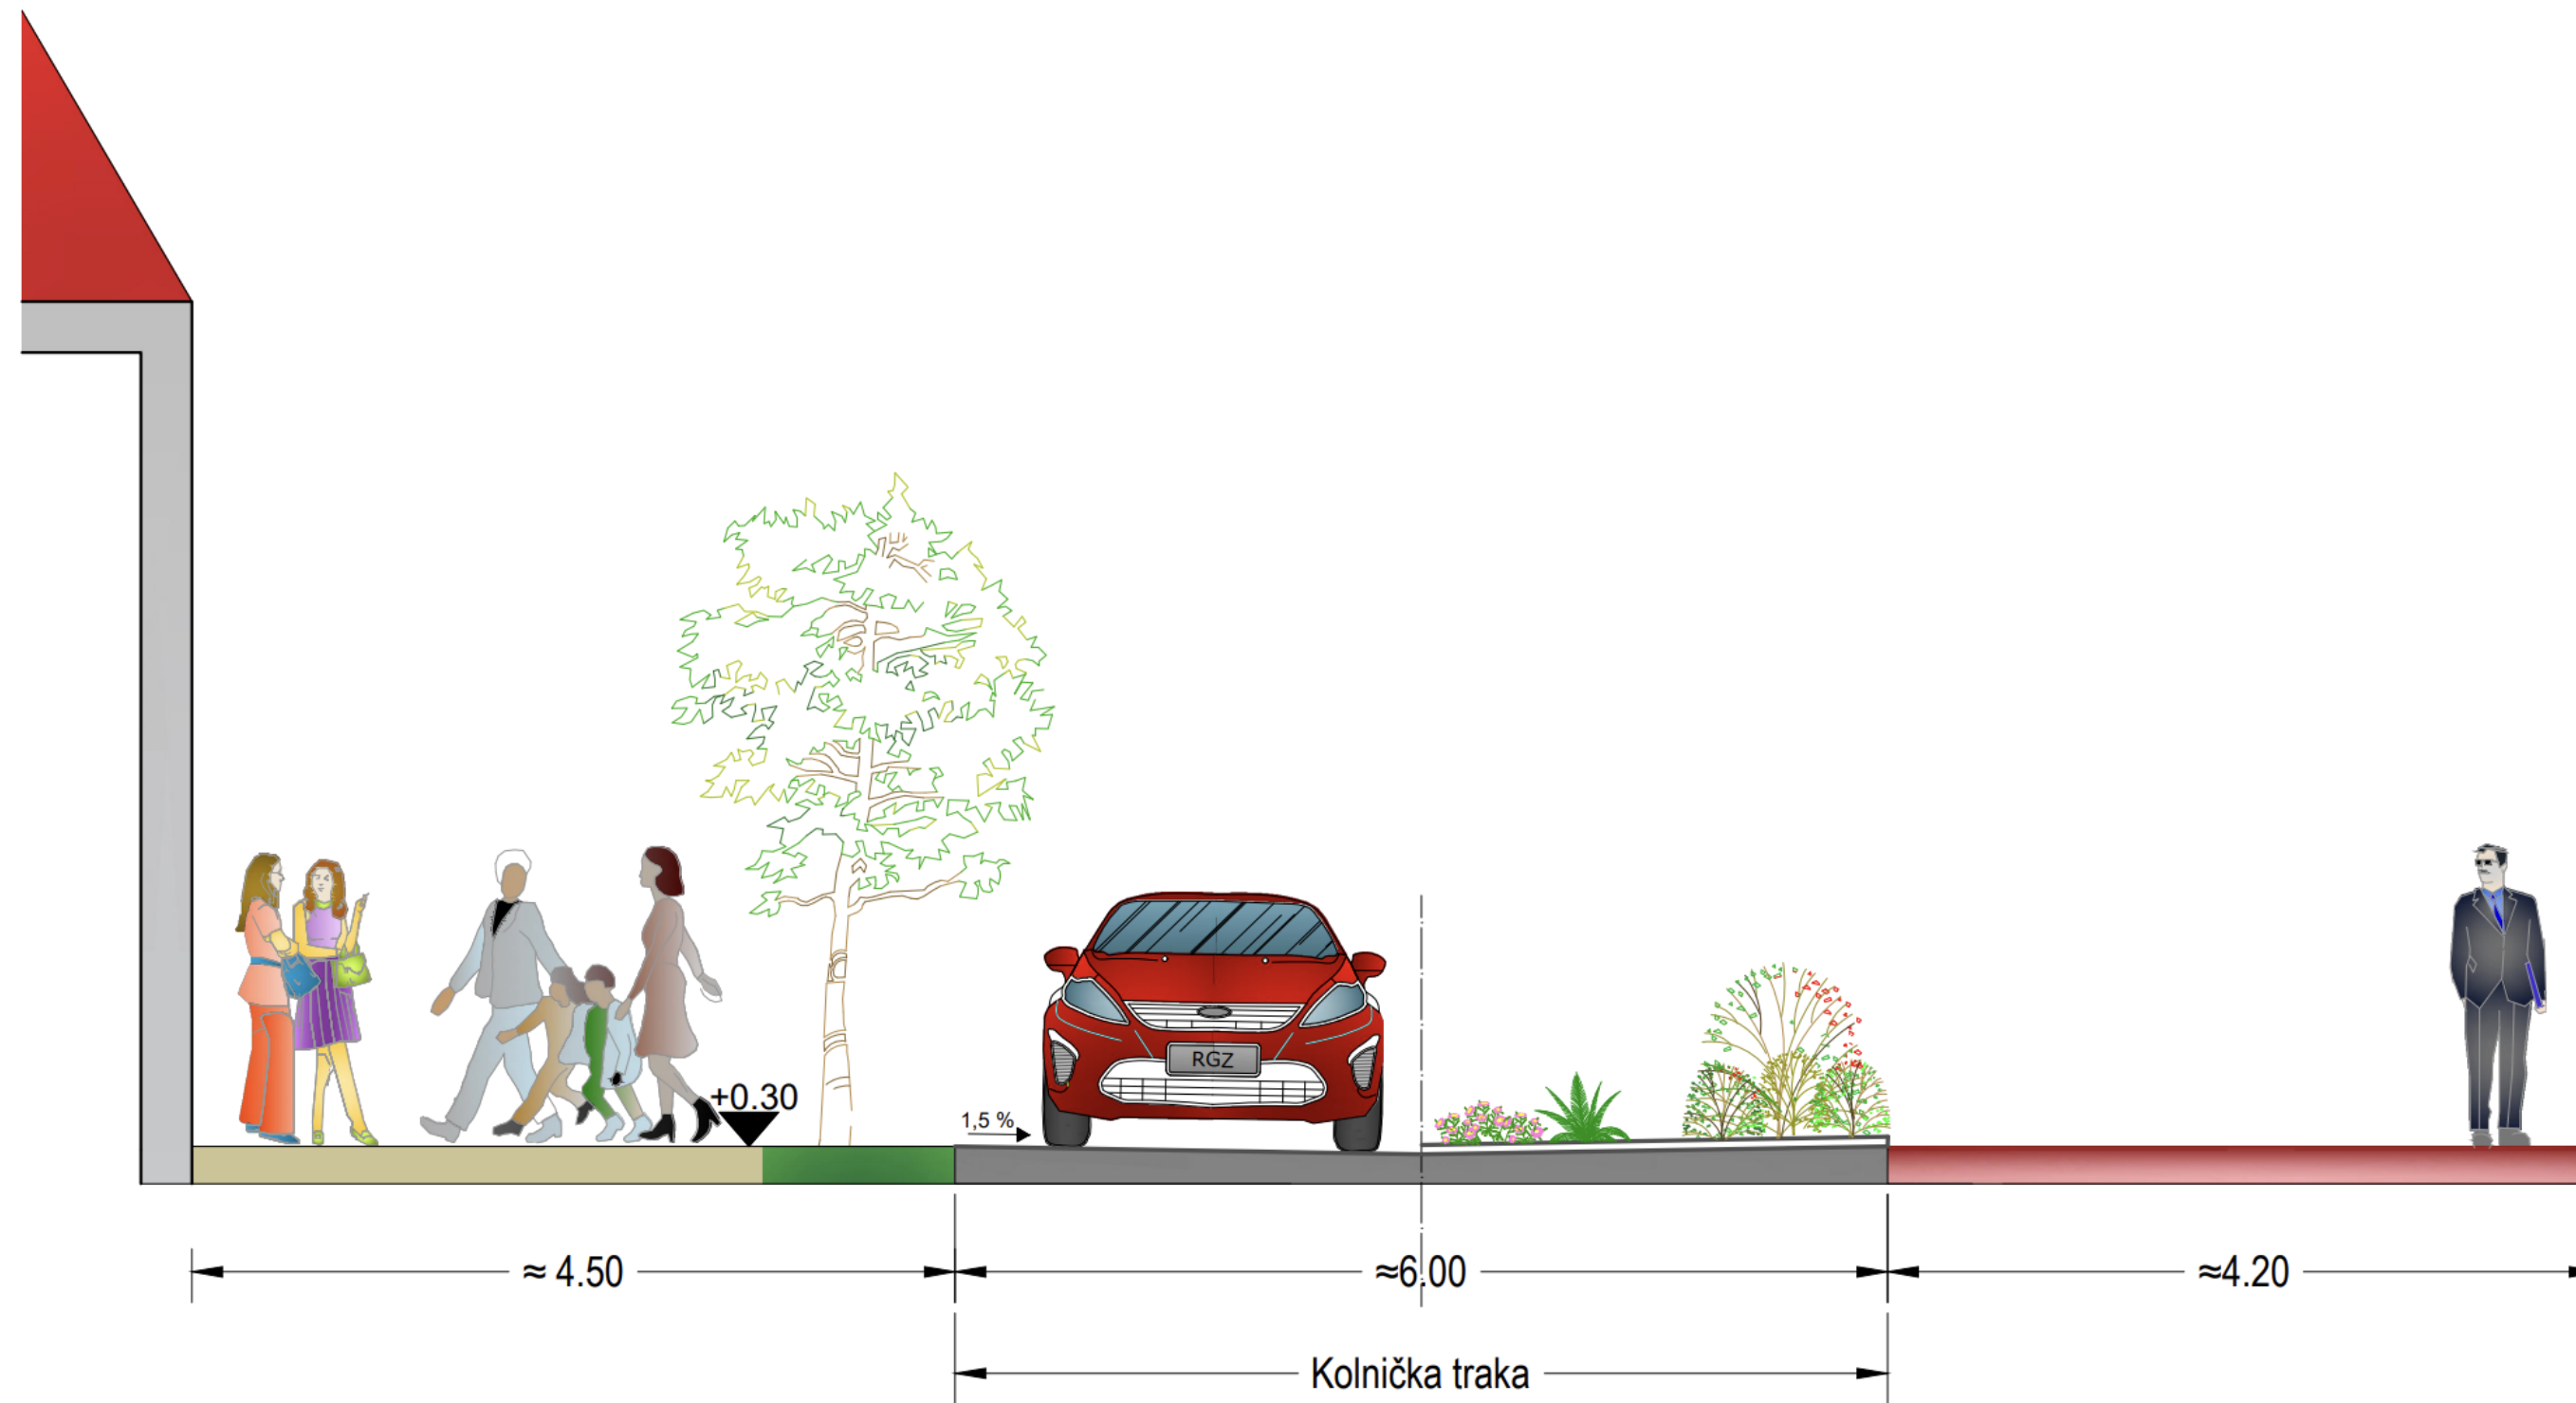 +0.30
1,5 %
RGZ
≈ 4.50
≈6.00
≈4.20
Kolnička traka